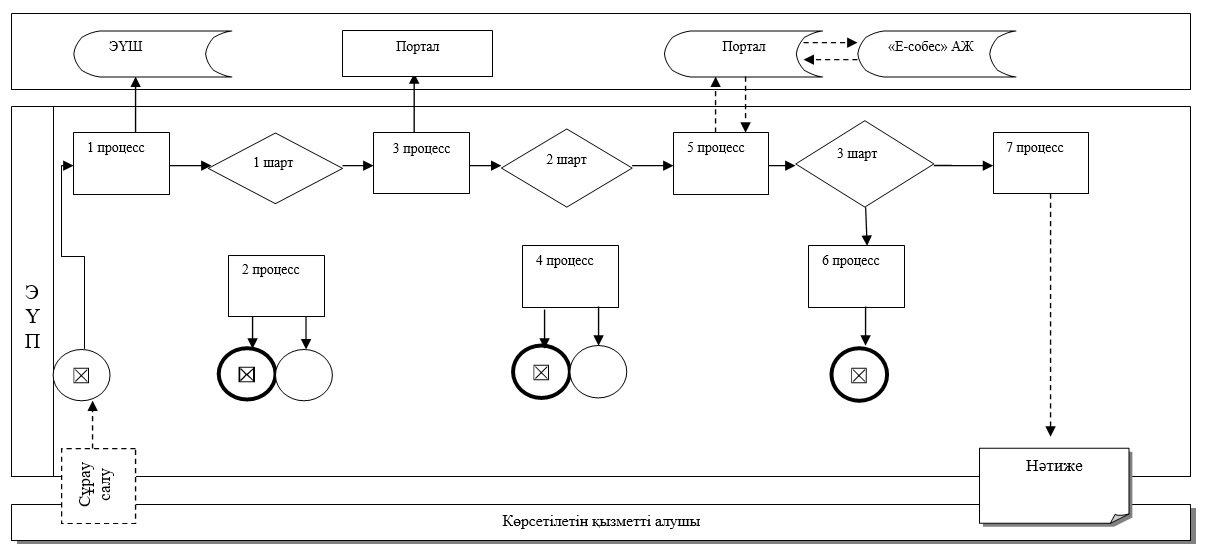 ЭҮШ
Портал
Портал
«Е-собес» АЖ
1 процесс
1 шарт
3 процесс
2 шарт
5 процесс
3 шарт
7 процесс
2 процесс
4 процесс
6 процесс
Э
Ү
П
Сұрау
салу
Нәтиже
Көрсетілетін қызметті алушы